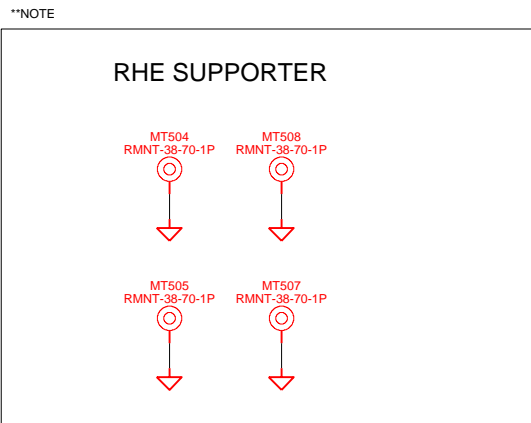 **NOTE
RHE SUPPORTER
MT504
RMNT-38-70-1P
MT508
RMNT-38-70-1P
MT505
RMNT-38-70-1P
MT507
RMNT-38-70-1P